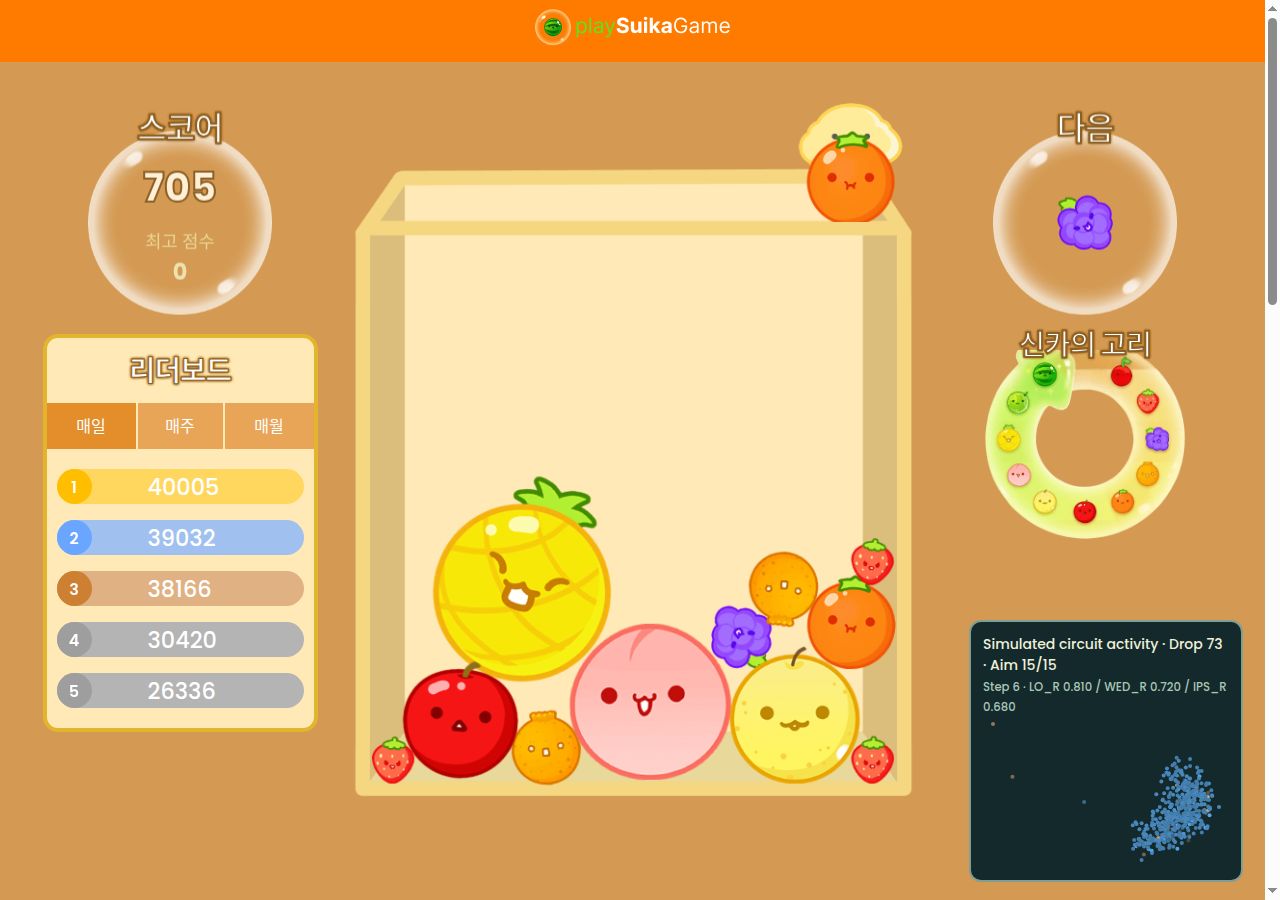 playSuikaGame
스코어
705
최고 점수
0
다음
신카의 고리
리더보드
매일 매주 매월
1 40005
2 39032
3 38166
4 30420
5 26336
Simulated circuit activity · Drop 73
· Aim 15/15
Step 6 · LO_R 0.810 / WED_R 0.720 / IPS_R
0.680